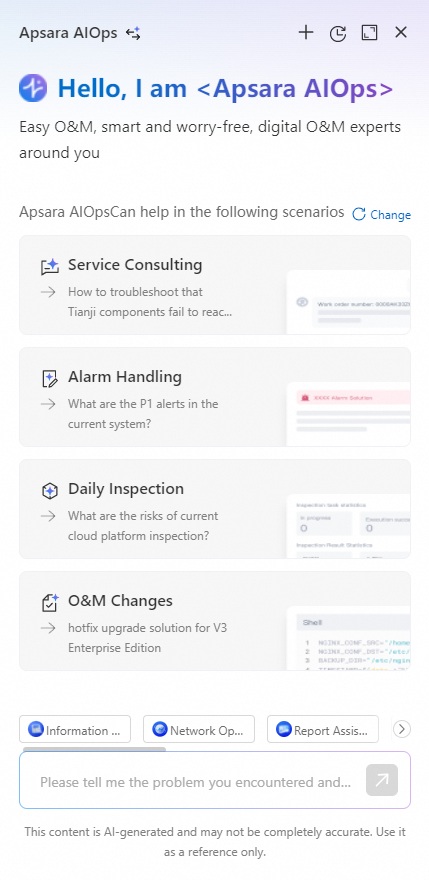 Apsara AIOps
Hello, I am <Apsara AIOps>
Easy O&M, smart and worry-free, digital O&M experts
around you
Apsara AIOpsCan help in the following scenarios
Change
Service Consulting
How to troubleshoot that
Tianji components fail to reac...
Work order number:
Alarm Handling
What are the P1 alerts in the
current system?
XXXX Alarm Solution
Daily Inspection
What are the risks of current
cloud platform inspection?
Inspection task statistics
In progress
Execution succe
0
0
Inspection Result Statistics
O&M Changes
hotfix upgrade solution for V3
Enterprise Edition
Shell
1 NGINX_CONF_SRC="/home
2 NGINX_CONF_DST="/etc/
3 BACKUP_DIR="/etc/ngin
4
Information ...
Network Op...
Report Assis...
Please tell me the problem you encountered and...
This content is AI-generated and may not be completely accurate. Use it
as a reference only.